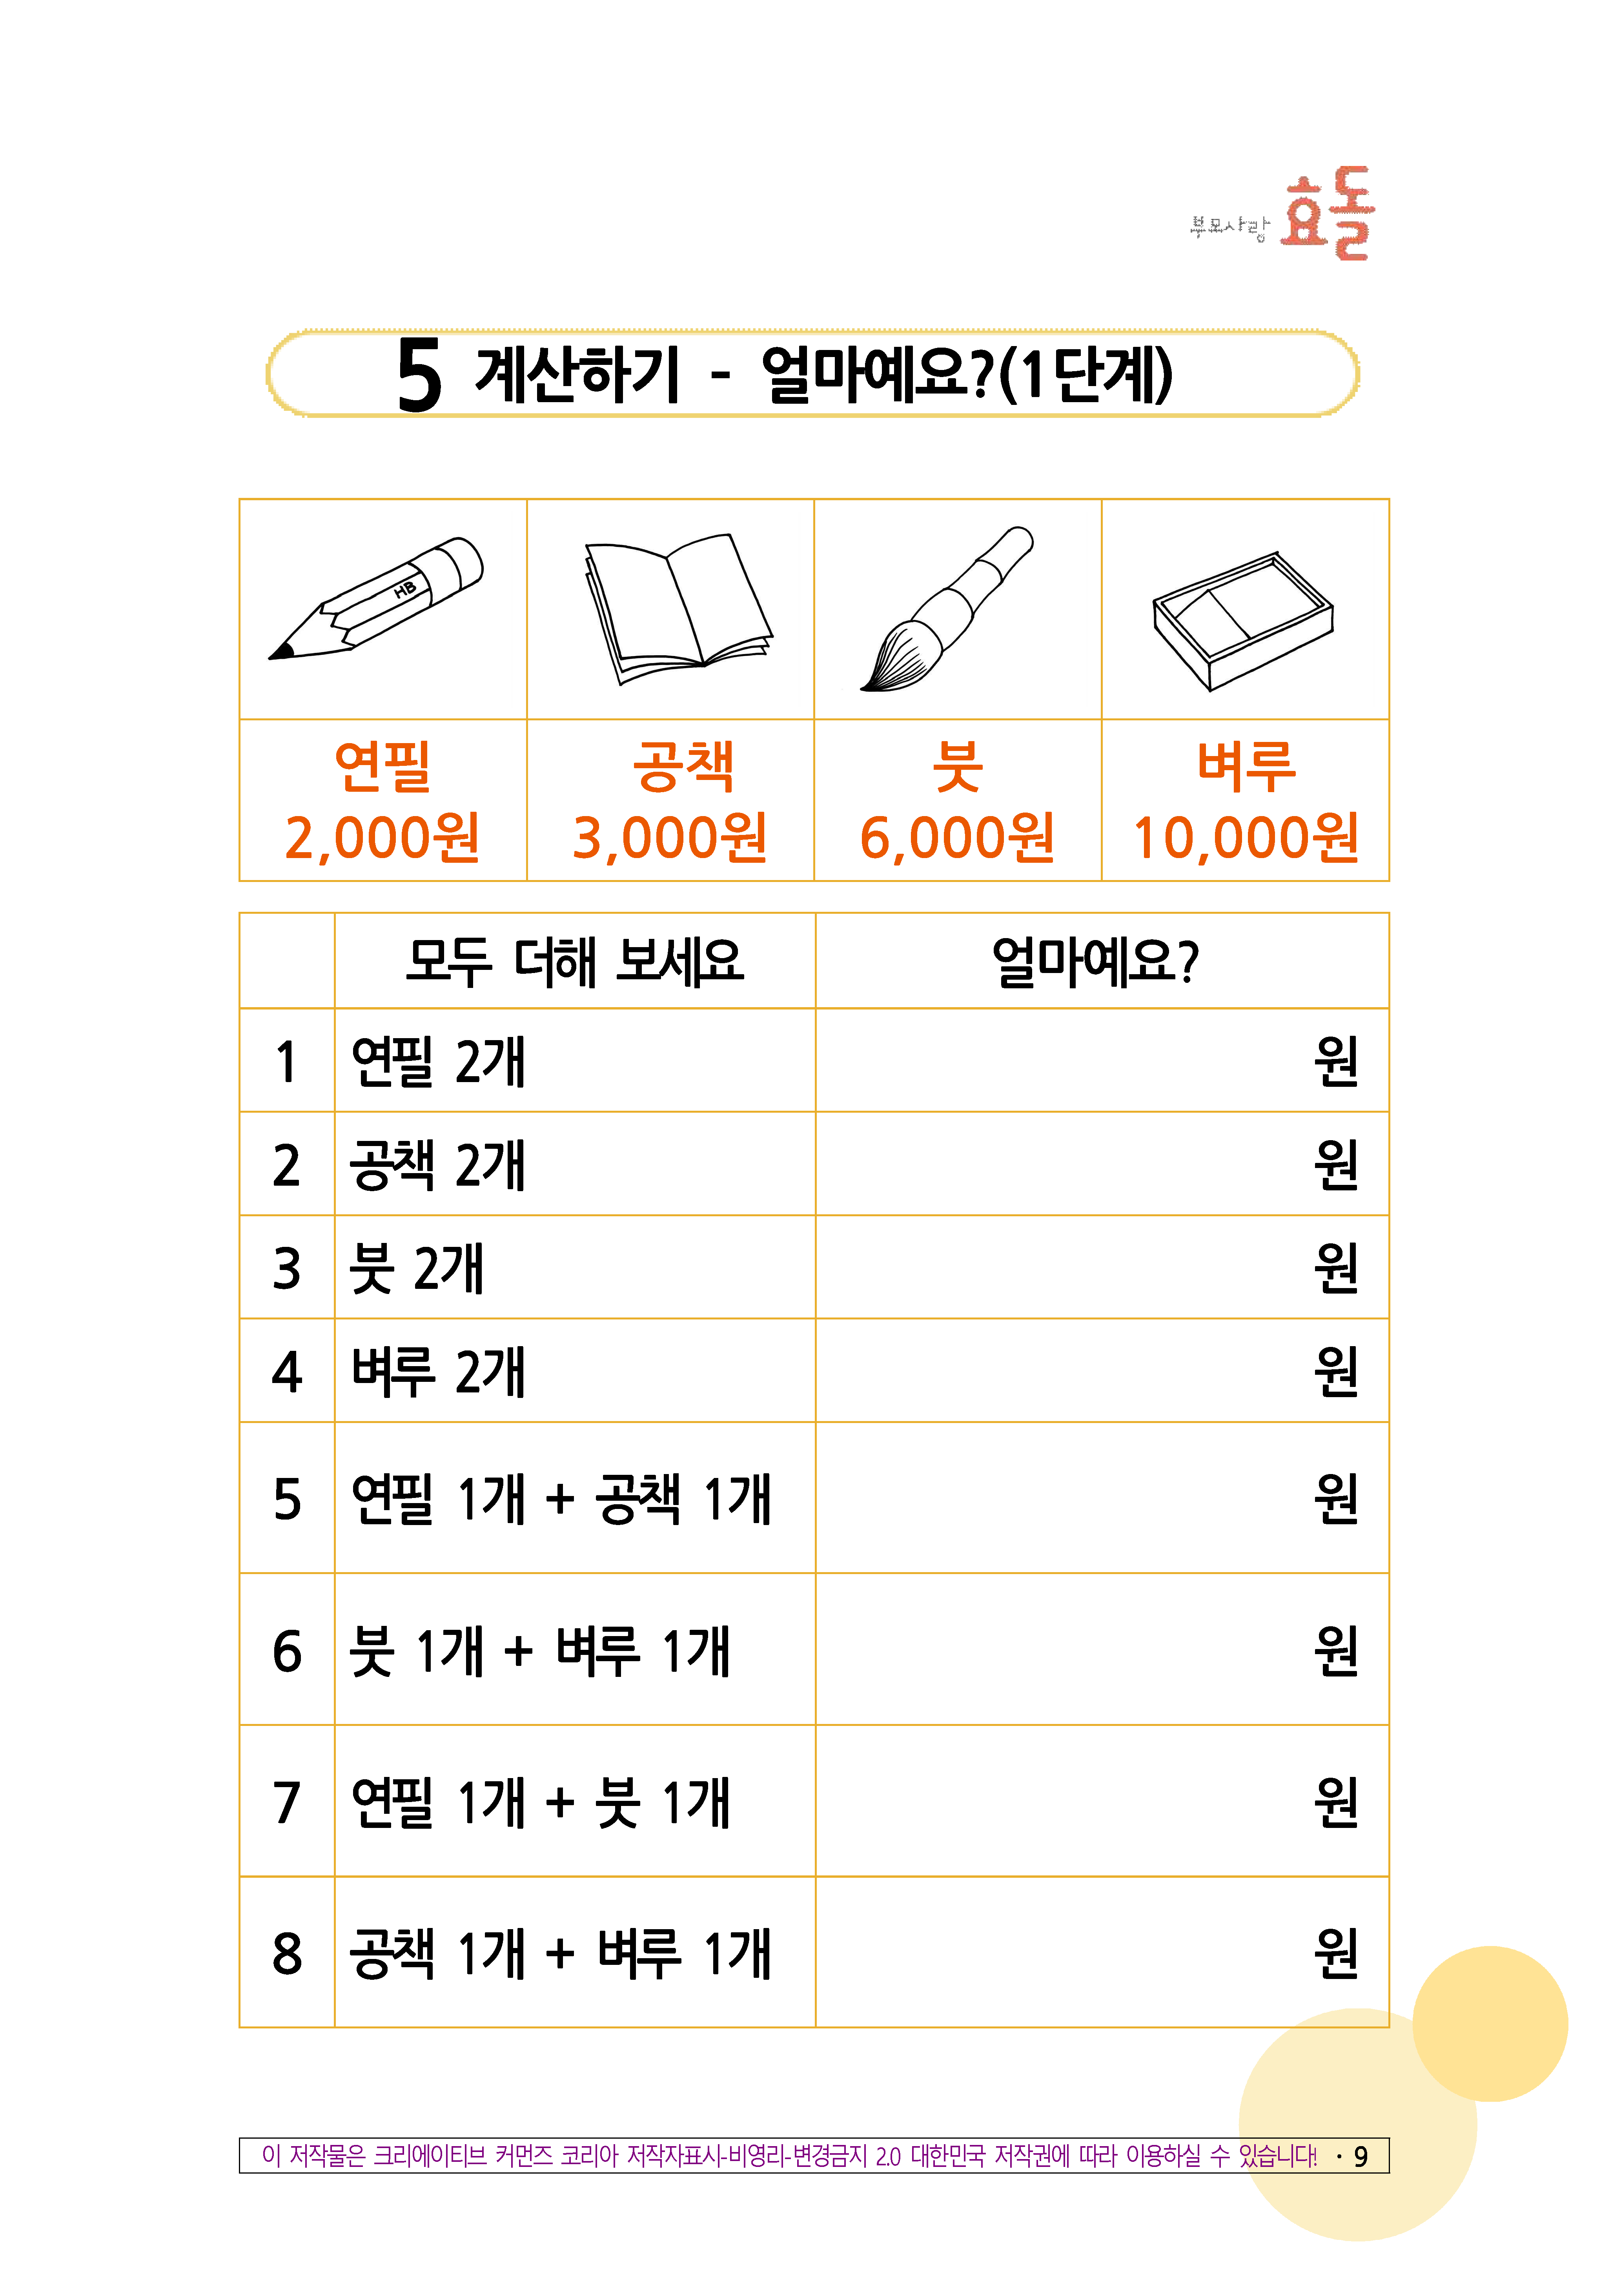 부모사랑 효돌
5 계산하기 - 얼마예요?(1단계)
HB
연필 공책 붓 벼루
2,000원 3,000원 6,000원 10,000원
모두 더해 보세요 얼마예요?
1 연필 2개 원
2 공책 2개 원
3 붓 2개 원
4 벼루 2개 원
5 연필 1개 + 공책 1개 원
6 붓 1개 + 벼루 1개 원
7 연필 1개 + 붓 1개 원
8 공책 1개 + 벼루 1개 원
이 저작물은 크리에이티브 커먼즈 코리아 저작자표시-비영리-변경금지 2.0 대한민국 저작권에 따라 이용하실 수 있습니다! · 9